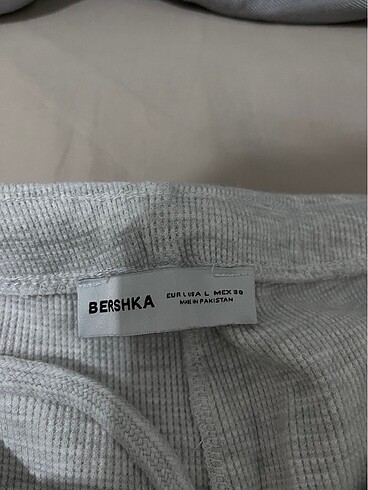 BERSHKA
EUR L USA L MEX 30
MADE IN PAKISTAN